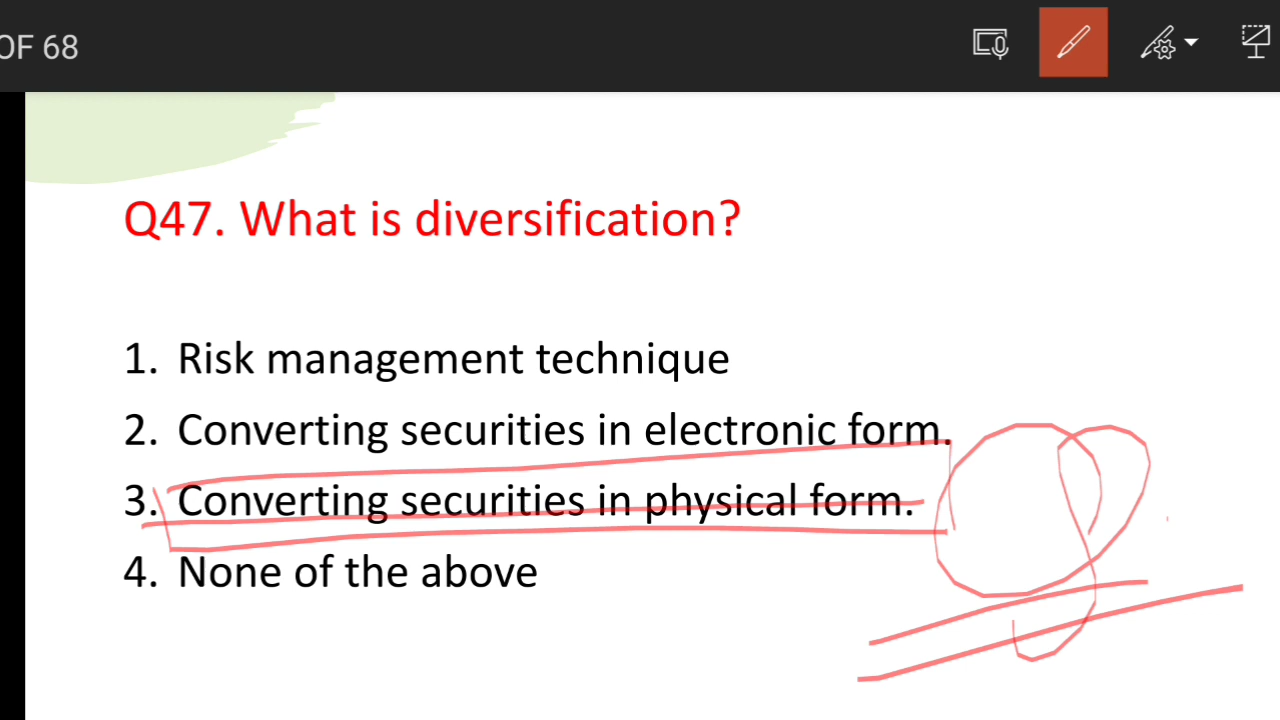 OF 68
Q47. What is diversification?
1. Risk management technique
2. Converting securities in electronic form.
3. Converting securities in physical form.
4. None of the above